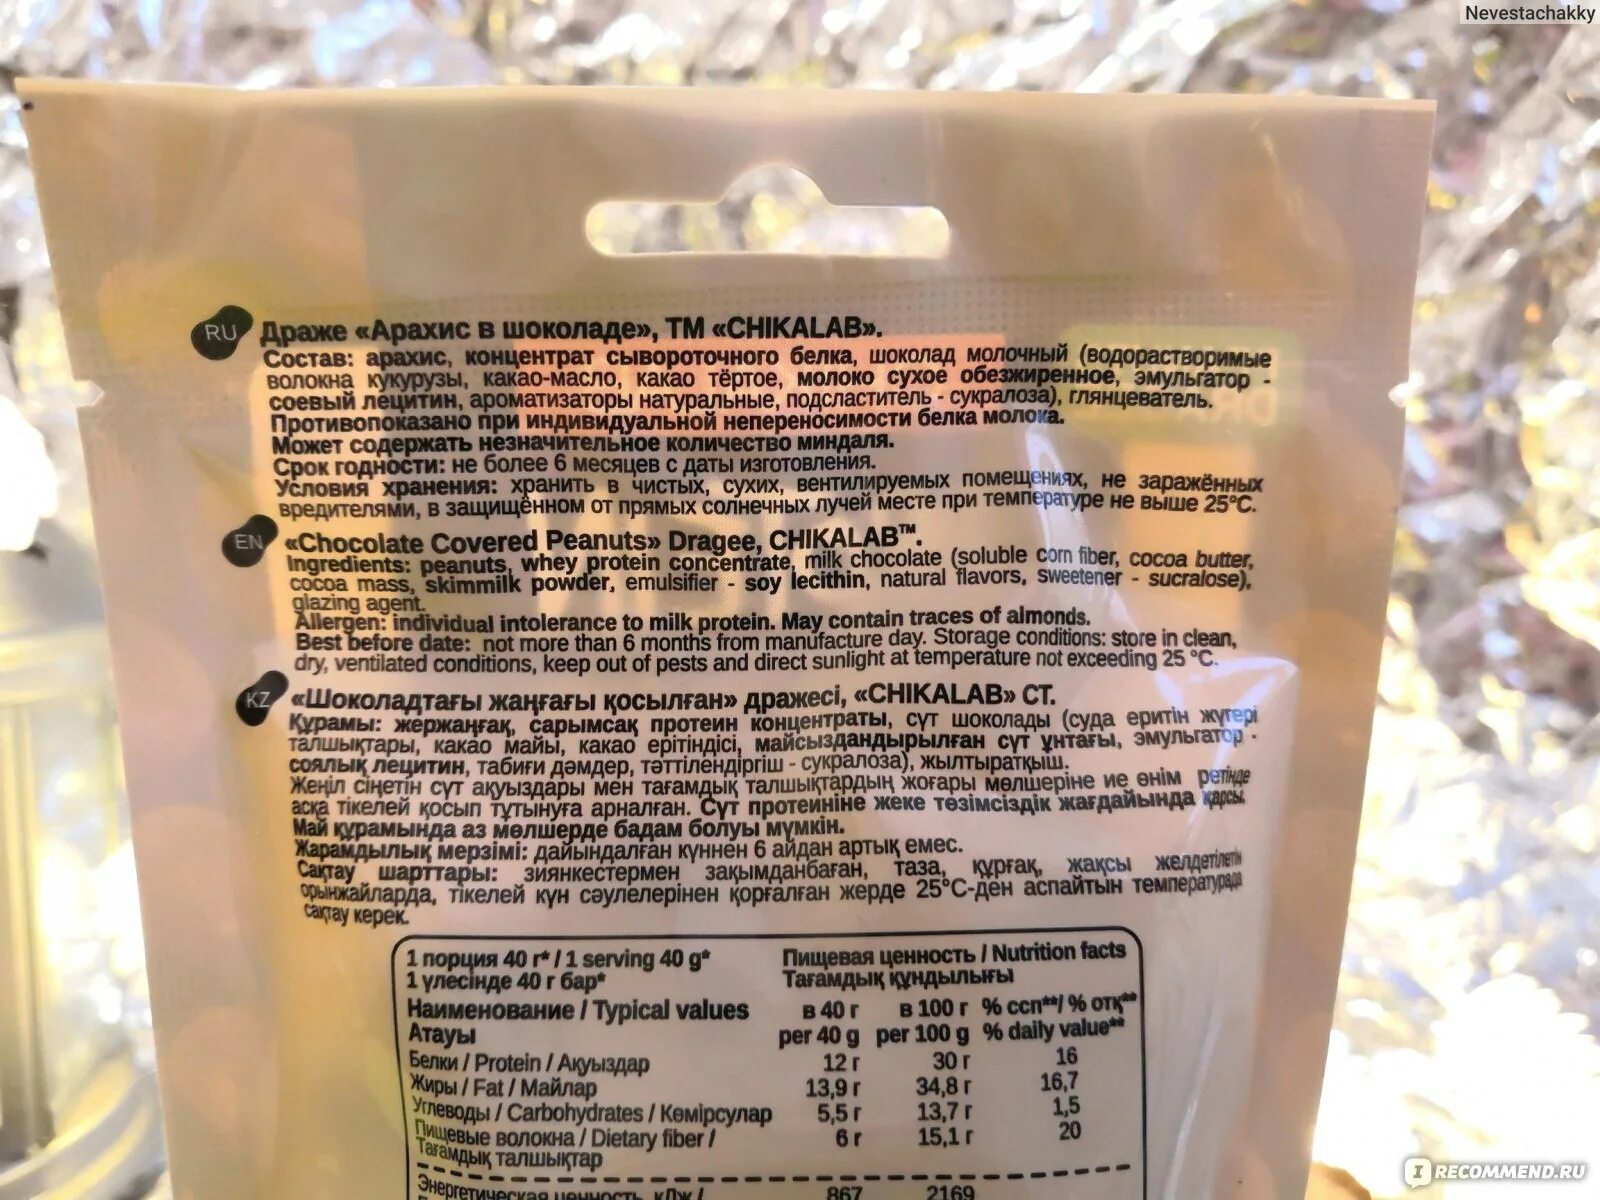 Nevestachakky
RU
Драже «Арахис в шоколаде», ТМ «CHIKALAB».
Состав: арахис, концентрат сывороточного белка, шоколад молочный (водорастворимые
волокна кукурузы, какао-масло, какао тёртое, молоко сухое обезжиренное, эмульгатор -
соевый лецитин, ароматизаторы натуральные, подсластитель - сукралоза), глянцеватель.
Противопоказано при индивидуальной непереносимости белка молока.
Может содержать незначительное количество миндаля.
Срок годности: не более 6 месяцев с даты изготовления.
Условия хранения: хранить в чистых, сухих, вентилируемых помещениях, не заражённых
вредителями, в защищённом от прямых солнечных лучей месте при температуре не выше 25°С.
EN
«Chocolate Covered Peanuts» Dragee, CHIKALAB™.
Ingredients: peanuts, whey protein concentrate, milk chocolate (soluble corn fiber, cocoa butter,
cocoa mass, skimmilk powder, emulsifier - soy lecithin, natural flavors, sweetener - sucralose),
glazing agent.
Allergen: individual intolerance to milk protein. May contain traces of almonds.
Best before date: not more than 6 months from manufacture day. Storage conditions: store in clean,
dry, ventilated conditions, keep out of pests and direct sunlight at temperature not exceeding 25 °C.
KZ
«Шоколадтағы жаңғағы қосылған» дражесі, «CHIKALAB» СТ.
Құрамы: жержаңғақ, сарымсақ протеин концентраты, сүт шоколады (суда еритін жүгері
талшықтары, какао майы, какао ерітіндісі, майсыздандырылған сүт ұнтағы, эмульгатор -
соялық лецитин, табиғи дәмдер, тәттілендіргіш - сукралоза), жылтыратқыш.
Жеңіл сіңетін сүт ақуыздары мен тағамдық талшықтардың жоғары мөлшеріне ие өнім ретінде
асқа тікелей қосып тұтынуға арналған. Сүт протеиніне жеке төзімсіздік жағдайында қарсы.
Май құрамында аз мөлшерде бадам болуы мүмкін.
Жарамдылық мерзімі: дайындалған күннен 6 айдан артық емес.
Сақтау шарттары: зиянкестермен зақымданбаған, таза, құрғақ, жақсы желдетілетін
орынжайларда, тікелей күн сәулелерінен қорғалған жерде 25°С-ден аспайтын температурада
сақтау керек.
1 порция 40 г* / 1 serving 40 g* Пищевая ценность / Nutrition facts
1 үлесінде 40 г бар* Тағамдық құндылығы
Наименование / Typical values в 40 г в 100 г % ссп**/ % отқ**
Атауы per 40 g per 100 g % daily value**
Белки / Protein / Ақуыздар 12 г 30 г 16
Жиры / Fat / Майлар 13,9 г 34,8 г 16,7
Углеводы / Carbohydrates / Көмірсулар 5,5 г 13,7 г 1,5
Пищевые волокна / Dietary fiber / 6 г 15,1 г 20
Тағамдық талшықтар
Энергетическая ценность, кДж / 867 2169
IRECOMMEND.RU